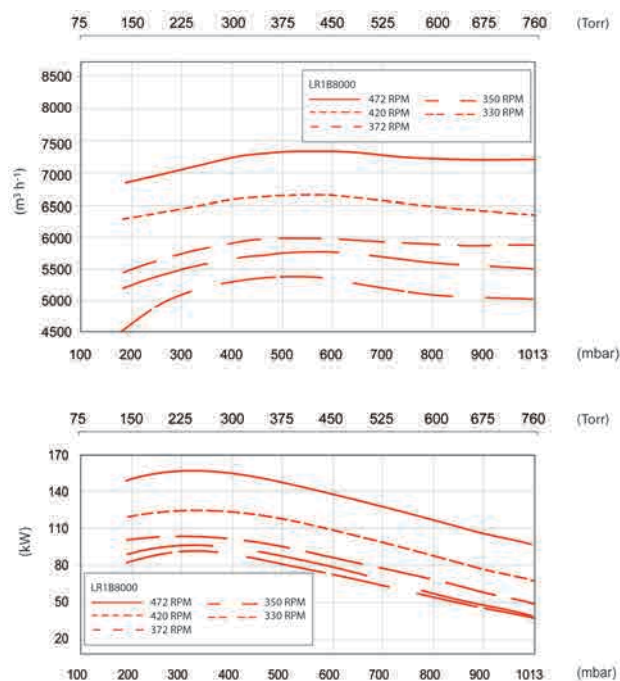 75 150 225 300 375 450 525 600 675 760 (Torr)
8500
8000
7500
7000
6500
6000
5500
5000
4500
(m³ h⁻¹)
LR1B8000
472 RPM 350 RPM
420 RPM 330 RPM
372 RPM
100 200 300 400 500 600 700 800 900 1013 (mbar)
75 150 225 300 375 450 525 600 675 760 (Torr)
170
140
110
80
50
20
(kW)
LR1B8000
472 RPM 350 RPM
420 RPM 330 RPM
372 RPM
100 200 300 400 500 600 700 800 900 1013 (mbar)